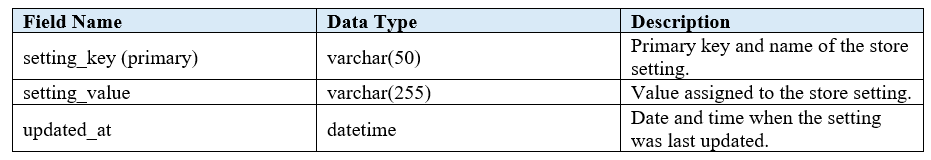 Field Name Data Type Description
setting_key (primary) varchar(50) Primary key and name of the store
setting.
setting_value varchar(255) Value assigned to the store setting.
updated_at datetime Date and time when the setting
was last updated.